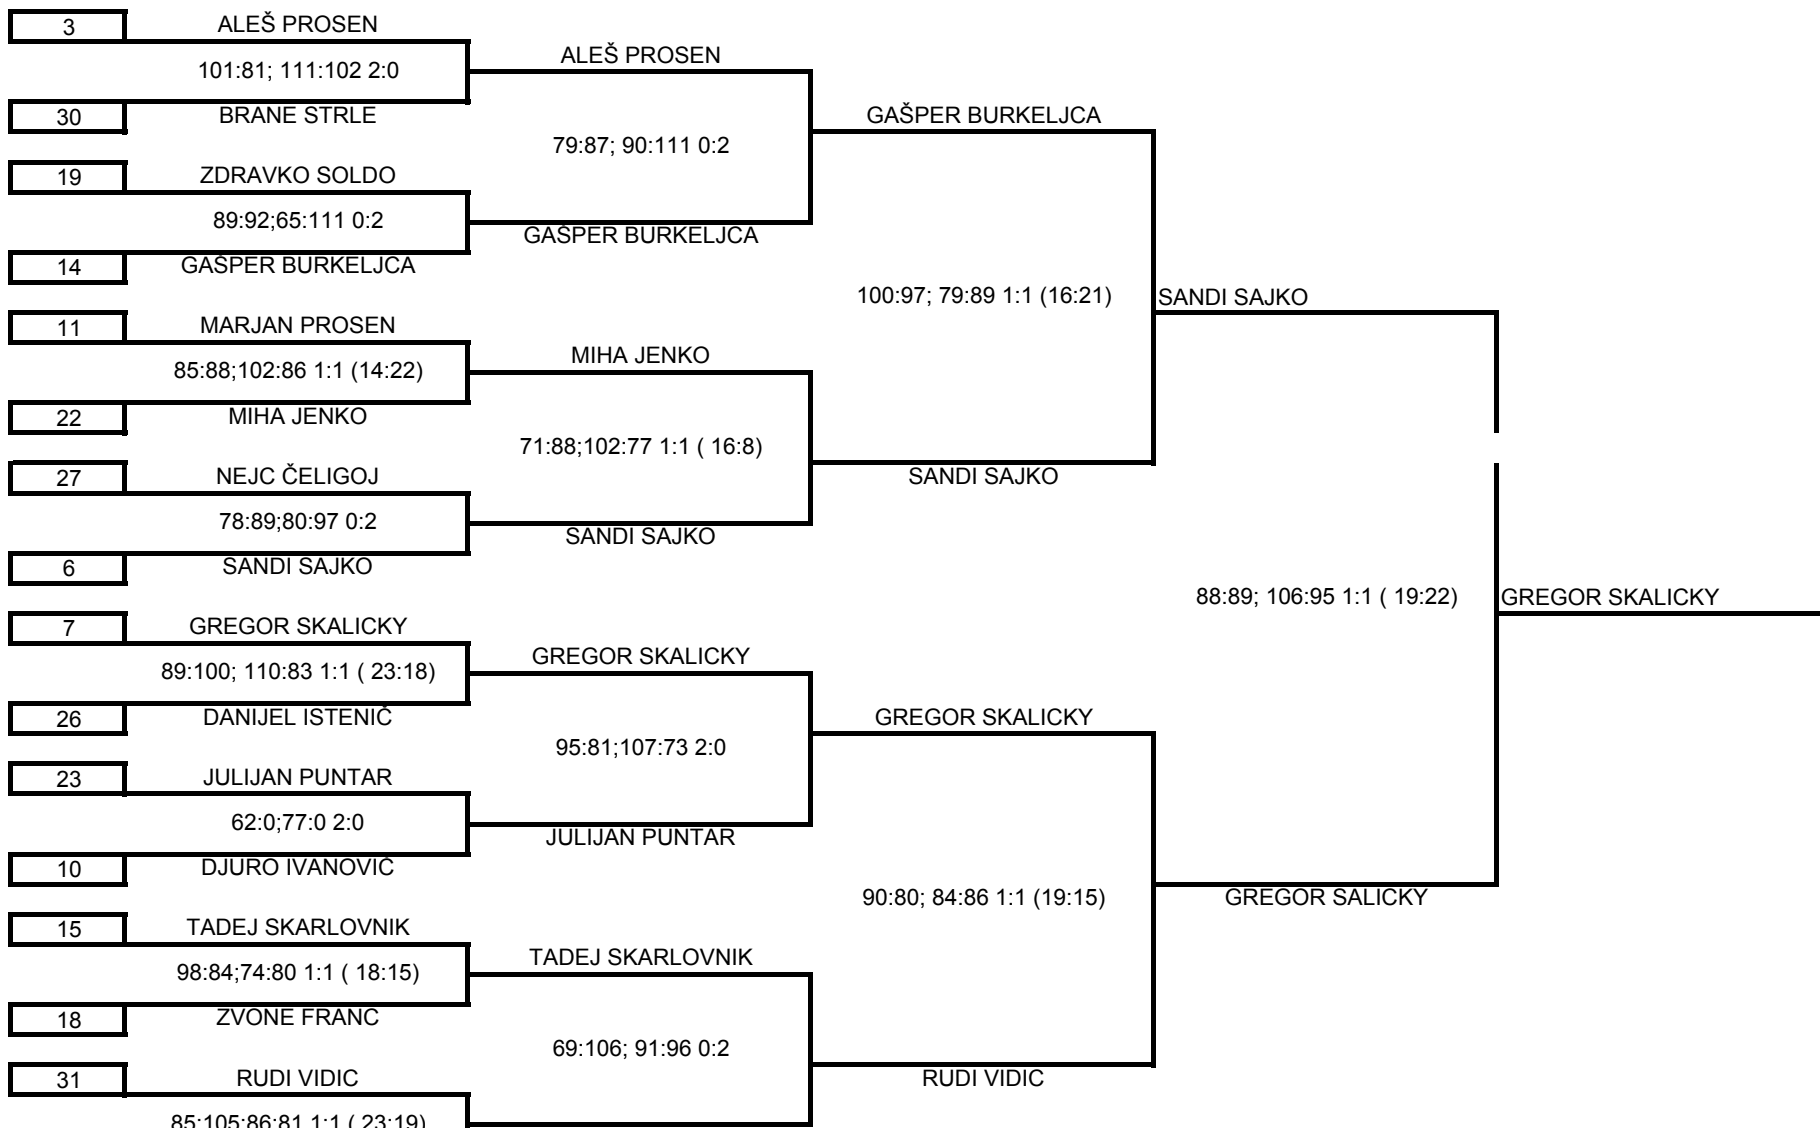 3 ALEŠ PROSEN
ALEŠ PROSEN
101:81; 111:102 2:0
30 BRANE STRLE
GAŠPER BURKELJCA
79:87; 90:111 0:2
19 ZDRAVKO SOLDO
89:92;65:111 0:2
GAŠPER BURKELJCA
14 GAŠPER BURKELJCA
100:97; 79:89 1:1 (16:21)
SANDI SAJKO
11 MARJAN PROSEN
MIHA JENKO
85:88;102:86 1:1 (14:22)
22 MIHA JENKO
71:88;102:77 1:1 ( 16:8)
27 NEJC ČELIGOJ
SANDI SAJKO
78:89;80:97 0:2
SANDI SAJKO
6 SANDI SAJKO
88:89; 106:95 1:1 ( 19:22)
GREGOR SKALICKY
7 GREGOR SKALICKY
GREGOR SKALICKY
89:100; 110:83 1:1 ( 23:18)
26 DANIJEL ISTENIČ
GREGOR SKALICKY
95:81;107:73 2:0
23 JULIJAN PUNTAR
62:0;77:0 2:0
JULIJAN PUNTAR
10 DJURO IVANOVIĆ
90:80; 84:86 1:1 (19:15)
GREGOR SALICKY
15 TADEJ SKARLOVNIK
TADEJ SKARLOVNIK
98:84;74:80 1:1 ( 18:15)
18 ZVONE FRANC
69:106; 91:96 0:2
31 RUDI VIDIC
RUDI VIDIC
85:105;86:81 1:1 ( 23:19)